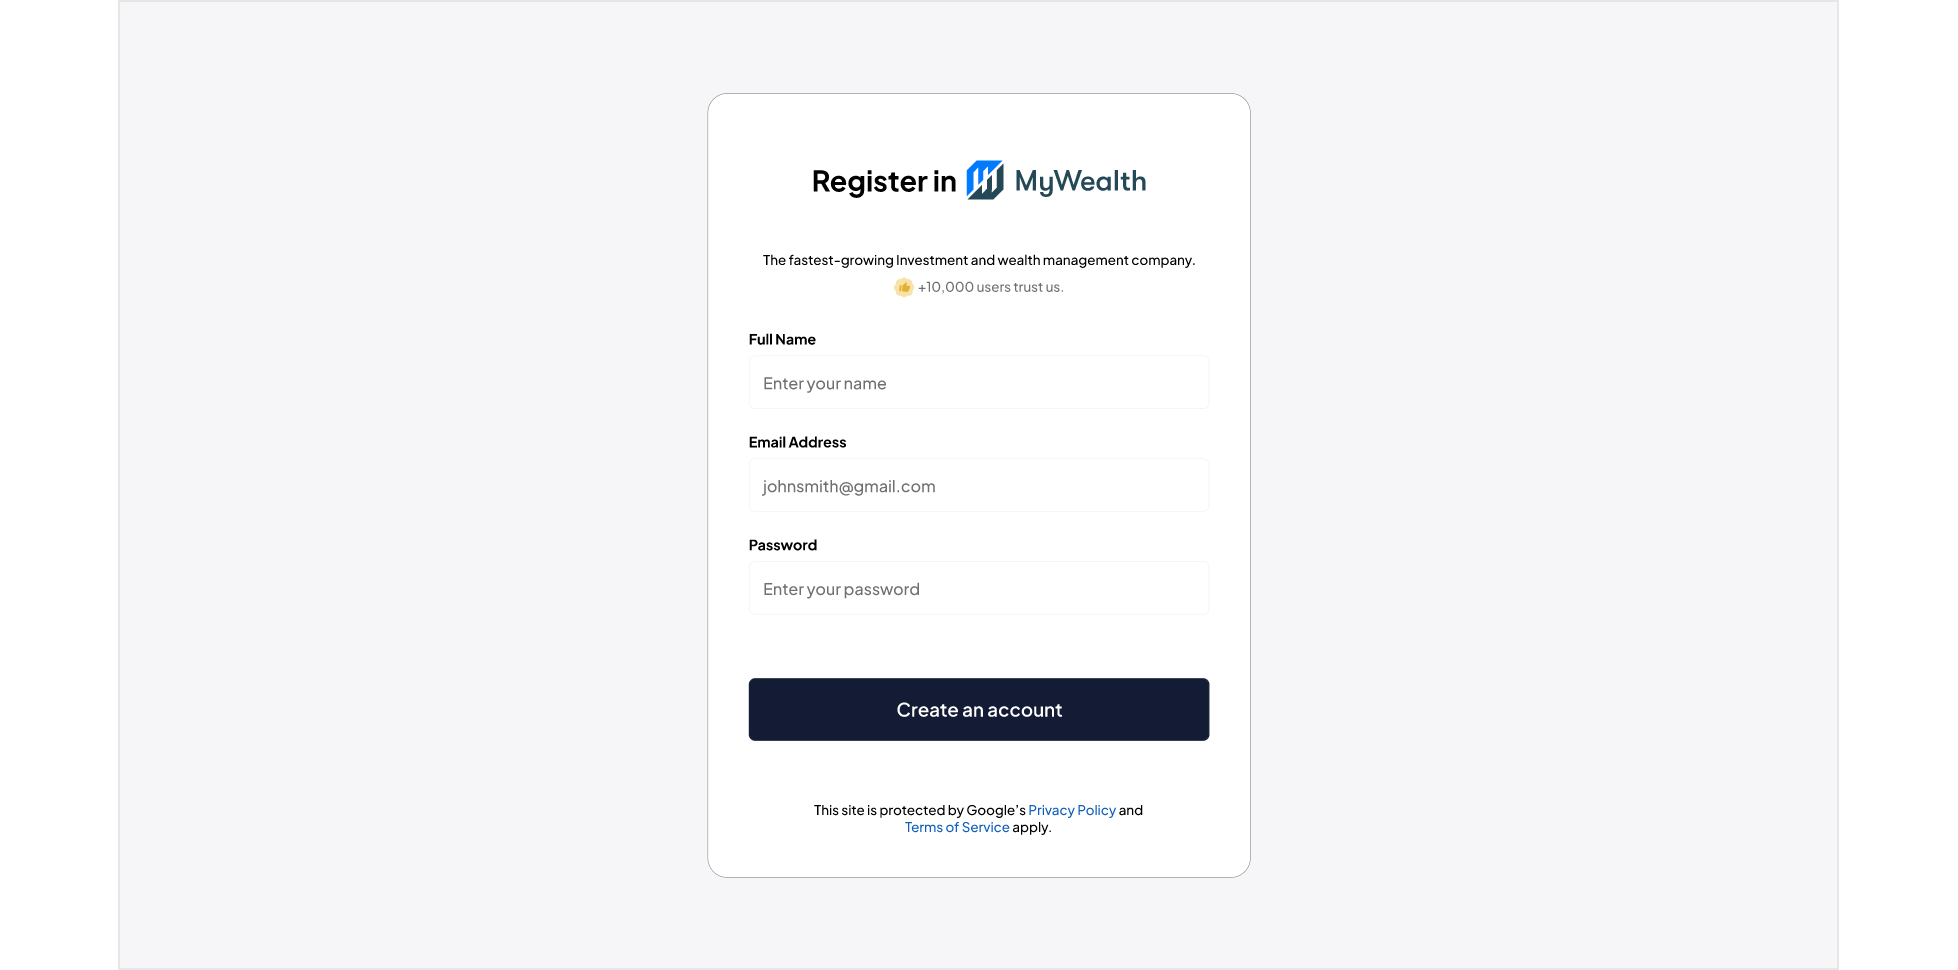 Register in MyWealth
The fastest-growing Investment and wealth management company.
+10,000 users trust us.
Full Name
Enter your name
Email Address
johnsmith@gmail.com
Password
Enter your password
Create an account
This site is protected by Google’s Privacy Policy and
Terms of Service apply.